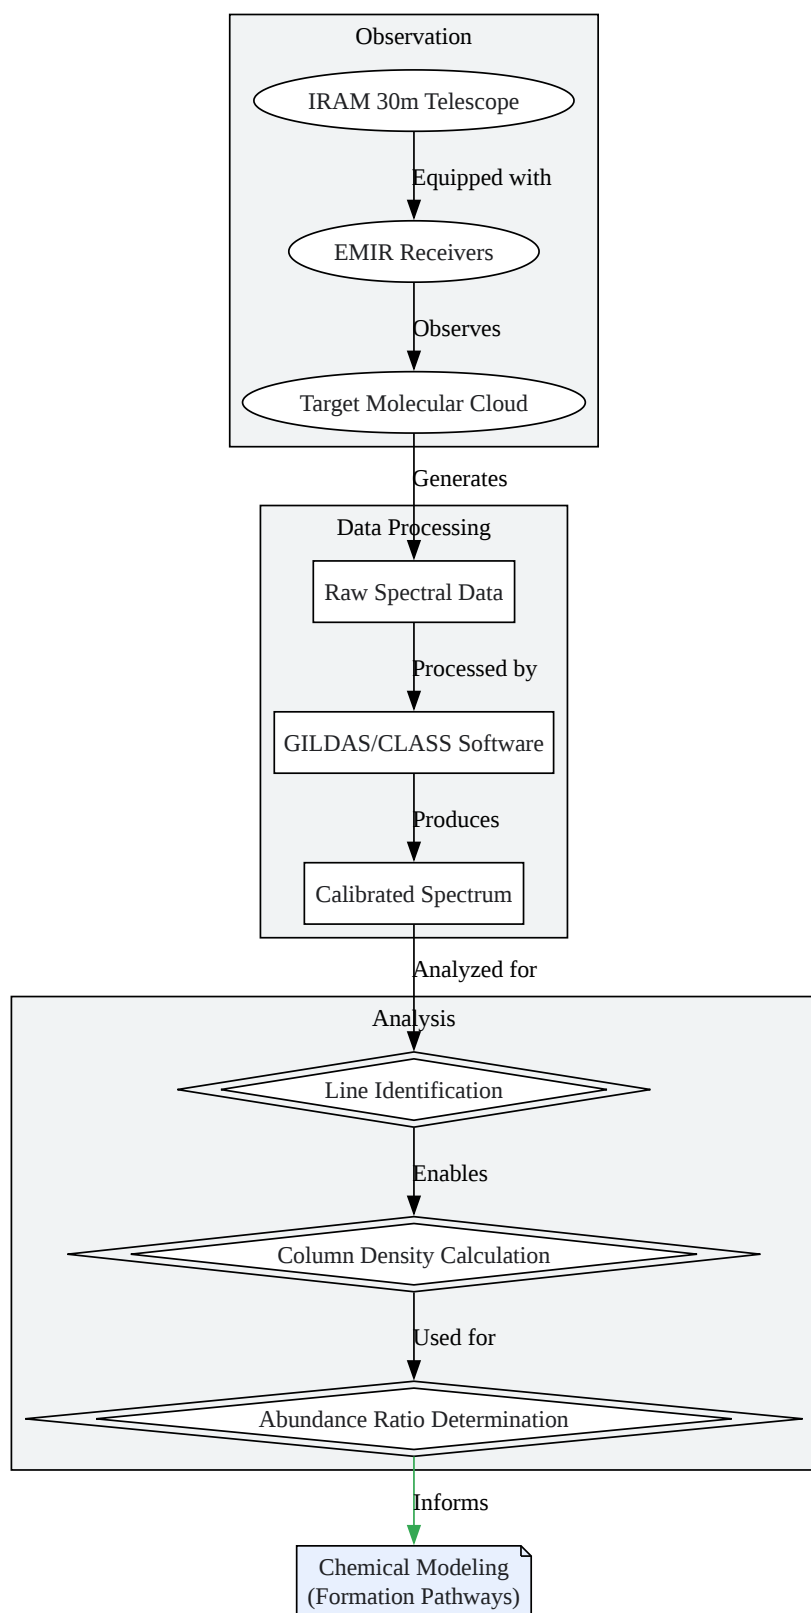 Observation
IRAM 30m Telescope
Equipped with
EMIR Receivers
Observes
Target Molecular Cloud
Generates
Data Processing
Raw Spectral Data
Processed by
GILDAS/CLASS Software
Produces
Calibrated Spectrum
Analyzed for
Analysis
Line Identification
Enables
Column Density Calculation
Used for
Abundance Ratio Determination
Informs
Chemical Modeling
(Formation Pathways)